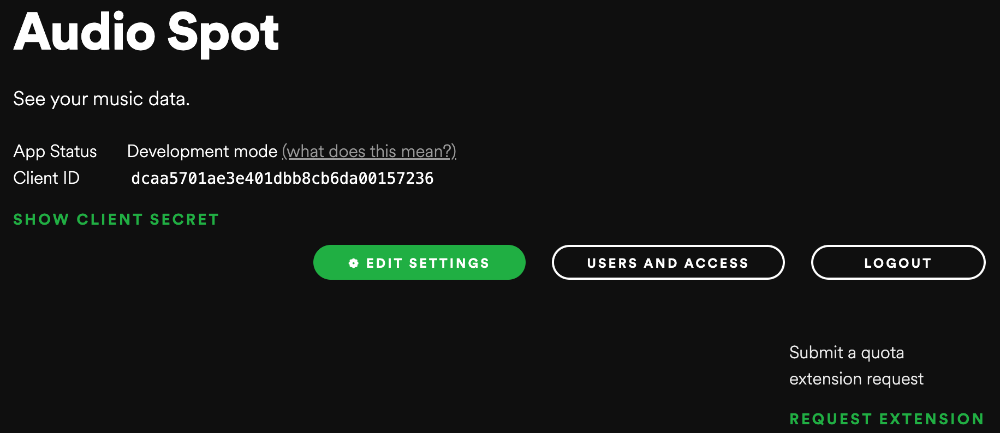 Audio Spot
See your music data.
App Status Development mode (what does this mean?)
Client ID dcaa5701ae3e401dbb8cb6da00157236
SHOW CLIENT SECRET
EDIT SETTINGS
USERS AND ACCESS
LOGOUT
Submit a quota
extension request
REQUEST EXTENSION